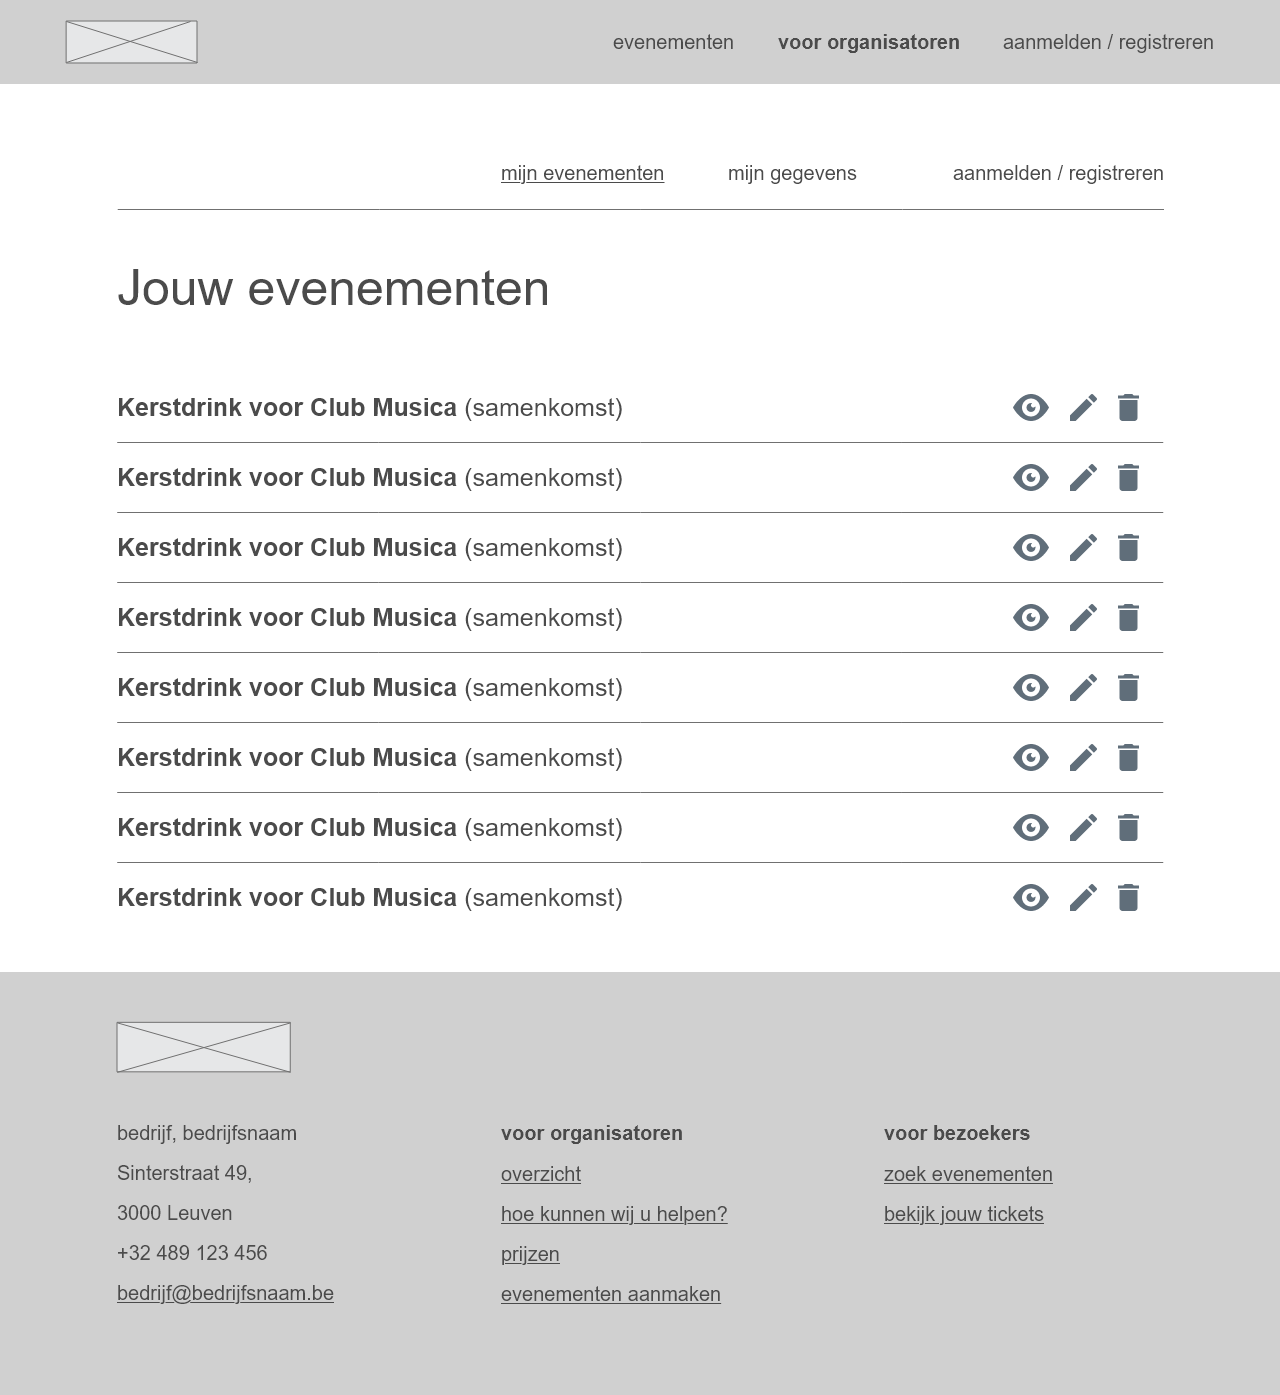 evenementen voor organisatoren aanmelden / registreren
mijn evenementen mijn gegevens aanmelden / registreren
Jouw evenementen
Kerstdrink voor Club Musica (samenkomst)
Kerstdrink voor Club Musica (samenkomst)
Kerstdrink voor Club Musica (samenkomst)
Kerstdrink voor Club Musica (samenkomst)
Kerstdrink voor Club Musica (samenkomst)
Kerstdrink voor Club Musica (samenkomst)
Kerstdrink voor Club Musica (samenkomst)
Kerstdrink voor Club Musica (samenkomst)
bedrijf, bedrijfsnaam
Sinterstraat 49,
3000 Leuven
+32 489 123 456
bedrijf@bedrijfsnaam.be
voor organisatoren
overzicht
hoe kunnen wij u helpen?
prijzen
evenementen aanmaken
voor bezoekers
zoek evenementen
bekijk jouw tickets